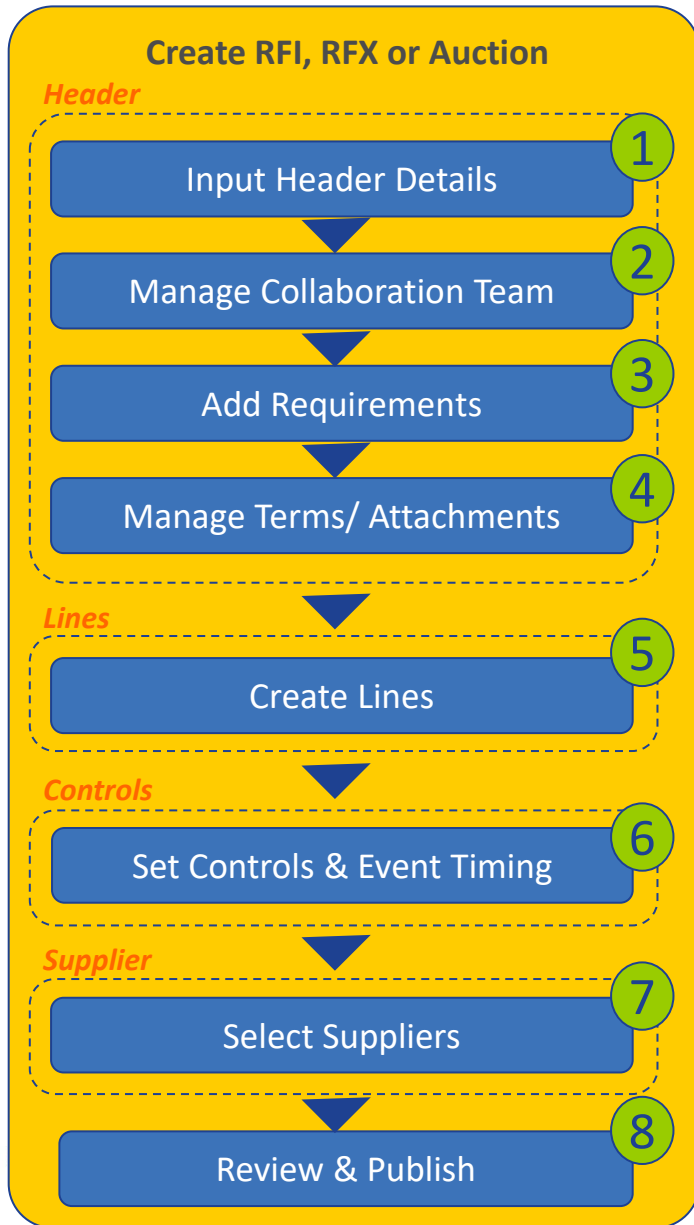 Create RFI, RFX or Auction
Header
1
Input Header Details
2
Manage Collaboration Team
3
Add Requirements
4
Manage Terms/ Attachments
Lines
5
Create Lines
Controls
6
Set Controls & Event Timing
Supplier
7
Select Suppliers
8
Review & Publish